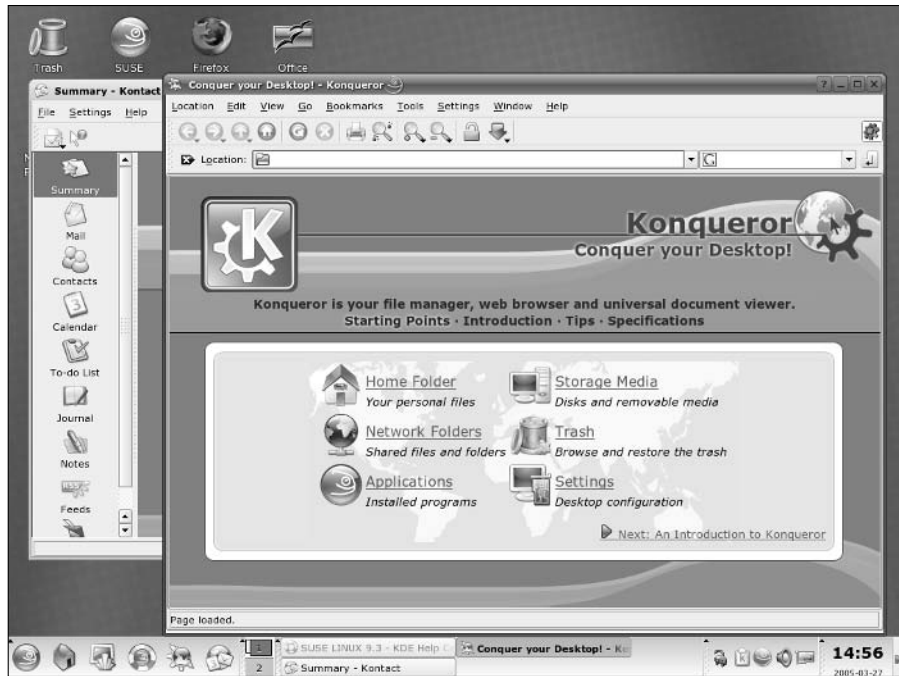 Trash SUSE Firefox Office
Summary - Kontact
File Settings Help
Summary
Mail
Contacts
3
Calendar
To-do List
Journal
Notes
Feeds
Conquer your Desktop! - Konqueror
Location Edit View Go Bookmarks Tools Settings Window Help
Location:
G
K
Konqueror
Conquer your Desktop!
Konqueror is your file manager, web browser and universal document viewer.
Starting Points · Introduction · Tips · Specifications
Home Folder
Your personal files
Storage Media
Disks and removable media
Network Folders
Shared files and folders
Trash
Browse and restore the trash
Applications
Installed programs
Settings
Desktop configuration
Next: An Introduction to Konqueror
Page loaded.
1
2
SUSE LINUX 9.3 - KDE Help
Summary - Kontact
Conquer your Desktop! -
14:56
2005-03-27